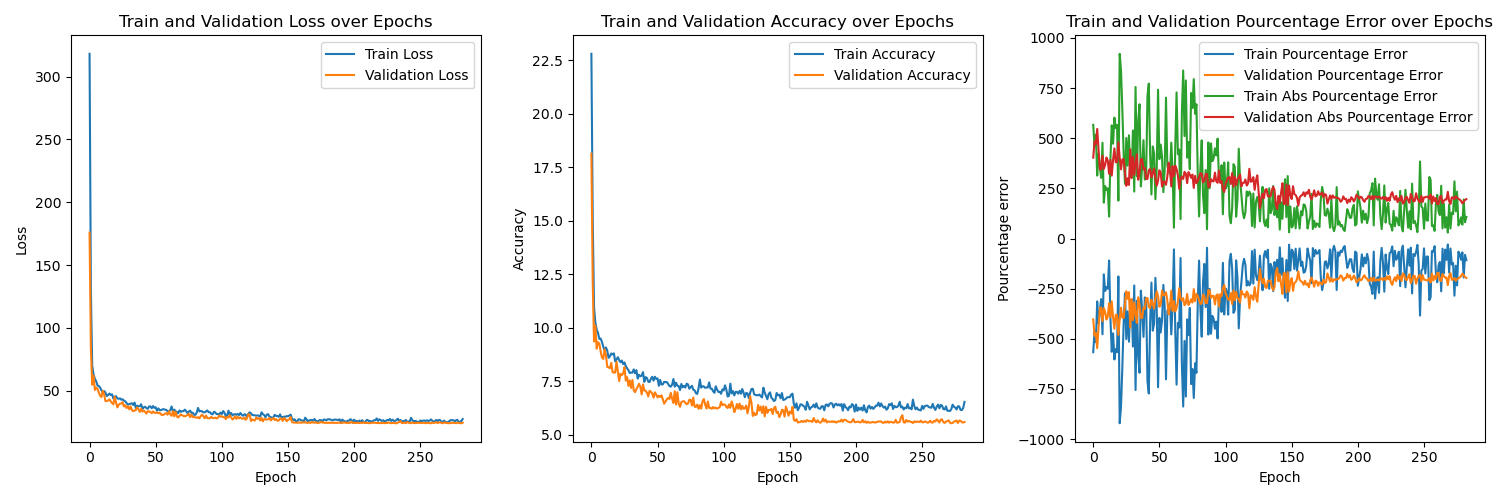 Train and Validation Loss over Epochs
Train Loss
Validation Loss
300
250
200
150
100
50
Loss
0
50
100
150
200
250
Epoch
Train and Validation Accuracy over Epochs
Train Accuracy
Validation Accuracy
22.5
20.0
17.5
15.0
12.5
10.0
7.5
5.0
Accuracy
0
50
100
150
200
250
Epoch
Train and Validation Pourcentage Error over Epochs
Train Pourcentage Error
Validation Pourcentage Error
Train Abs Pourcentage Error
Validation Abs Pourcentage Error
1000
750
500
250
0
−250
−500
−750
−1000
Pourcentage error
0
50
100
150
200
250
Epoch